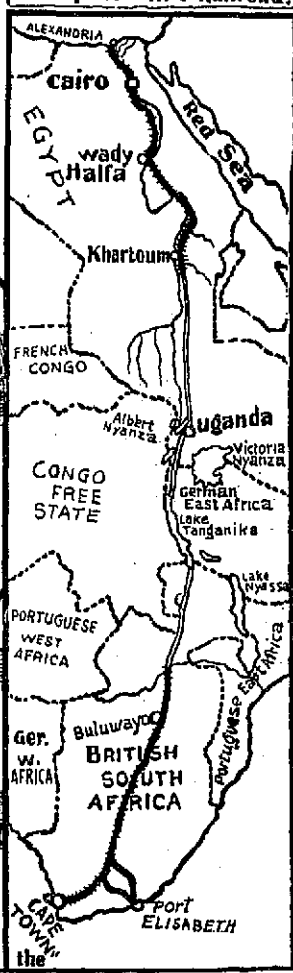 ALEXANDRIA
Cairo
EGYPT
Red Sea
Wady
Halfa
Khartoum
FRENCH
CONGO
Albert
Nyanza
Uganda
Victoria
Nyanza
CONGO
FREE
STATE
German
East Africa
Lake
Tanganika
Lake
Nyassa
PORTUGUESE
WEST
AFRICA
Portuguese East Africa
Buluwayo
Ger.
W.
AFRICA
BRITISH
SOUTH
AFRICA
CAPE
TOWN"
PORT
ELISABETH
the